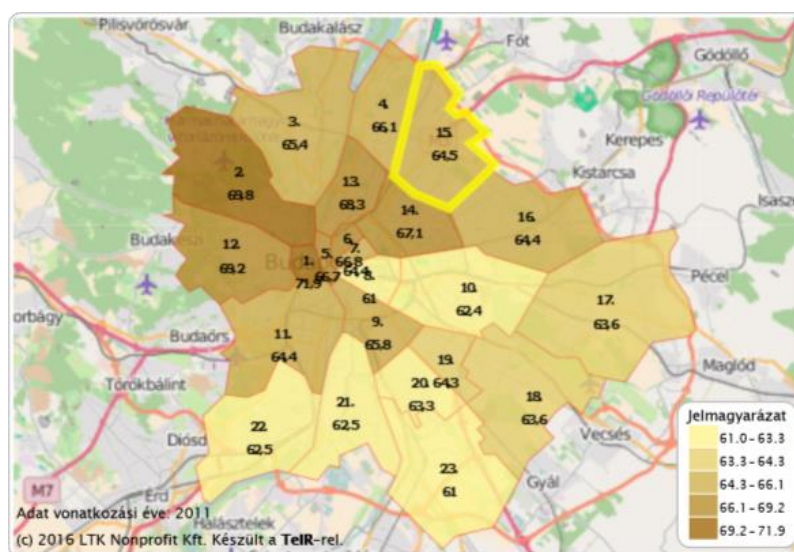 Pilisvörösvár
Budakalász
Fót
Gödöllő
Gödöllői Repülőtér
Kerepes
Kistarcsa
Isasze
4.
66,1
15.
64,5
3.
65,4
2.
69,8
13.
68,3
14.
67,1
16.
64,4
Budakeszi
12.
69,2
6.
7.
5.
66,8
1.
64,4
66,7
8.
71,9
61
10.
62,4
Pécel
17.
63,6
orbágy
Budaörs
11.
64,4
9.
65,8
19.
20.
64,3
63,3
18.
63,6
Maglód
Törökbálint
21.
62,5
22.
62,5
Diósd
Vecsés
23.
61
Gyál
Érd
M7
Halásztelek
Jelmagyarázat
61.0-63.3
63.3-64.3
64.3-66.1
66.1-69.2
69.2-71.9
Adat vonatkozási éve: 2011
(c) 2016 LTK Nonprofit Kft. Készült a TeIR-rel.